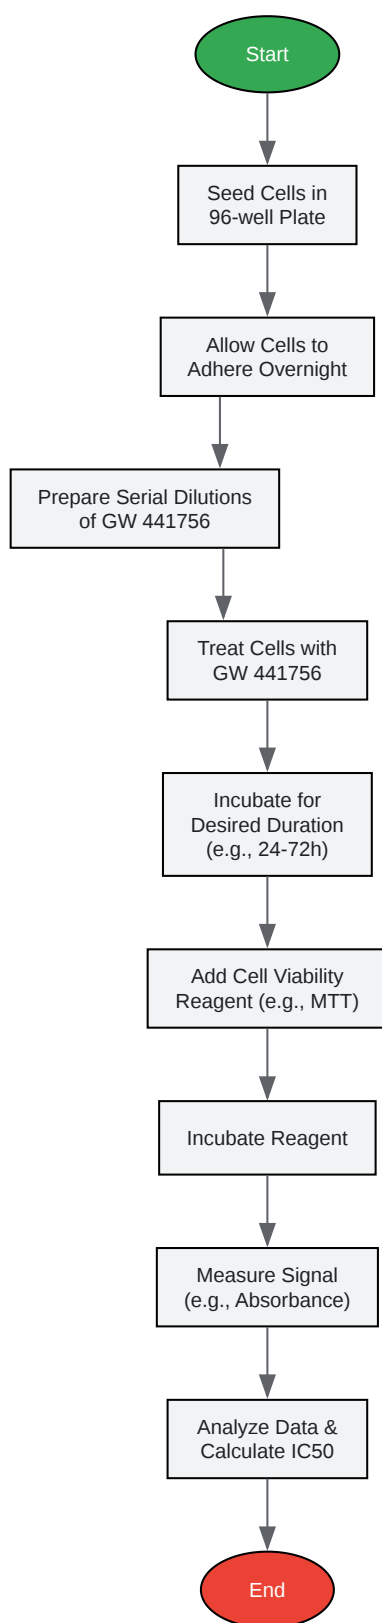 Start
Seed Cells in
96-well Plate
Allow Cells to
Adhere Overnight
Prepare Serial Dilutions
of GW 441756
Treat Cells with
GW 441756
Incubate for
Desired Duration
(e.g., 24-72h)
Add Cell Viability
Reagent (e.g., MTT)
Incubate Reagent
Measure Signal
(e.g., Absorbance)
Analyze Data &
Calculate IC50
End